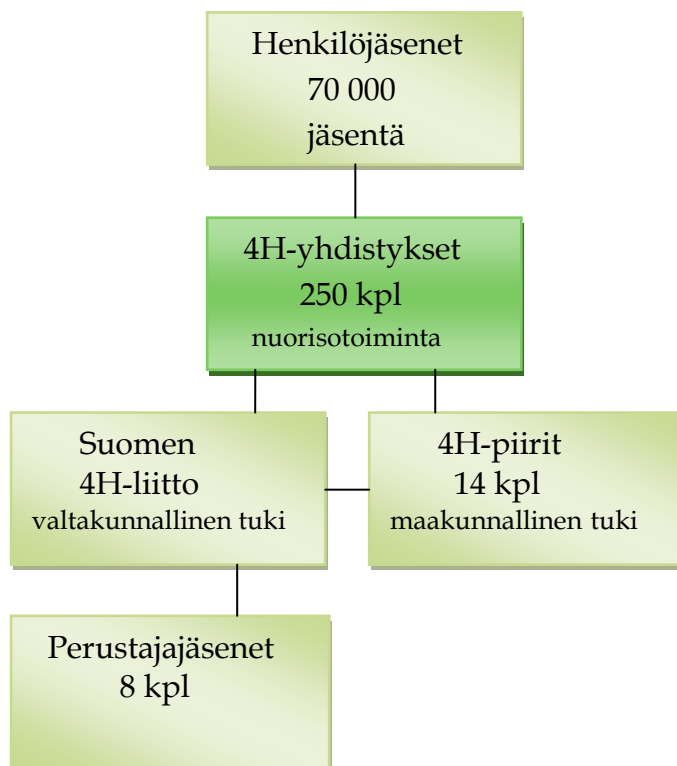 Henkilöjäsenet
70 000
jäsentä
4H-yhdistykset
250 kpl
nuorisotoiminta
Suomen
4H-liitto
valtakunnallinen tuki
4H-piirit
14 kpl
maakunnallinen tuki
Perustajajäsenet
8 kpl